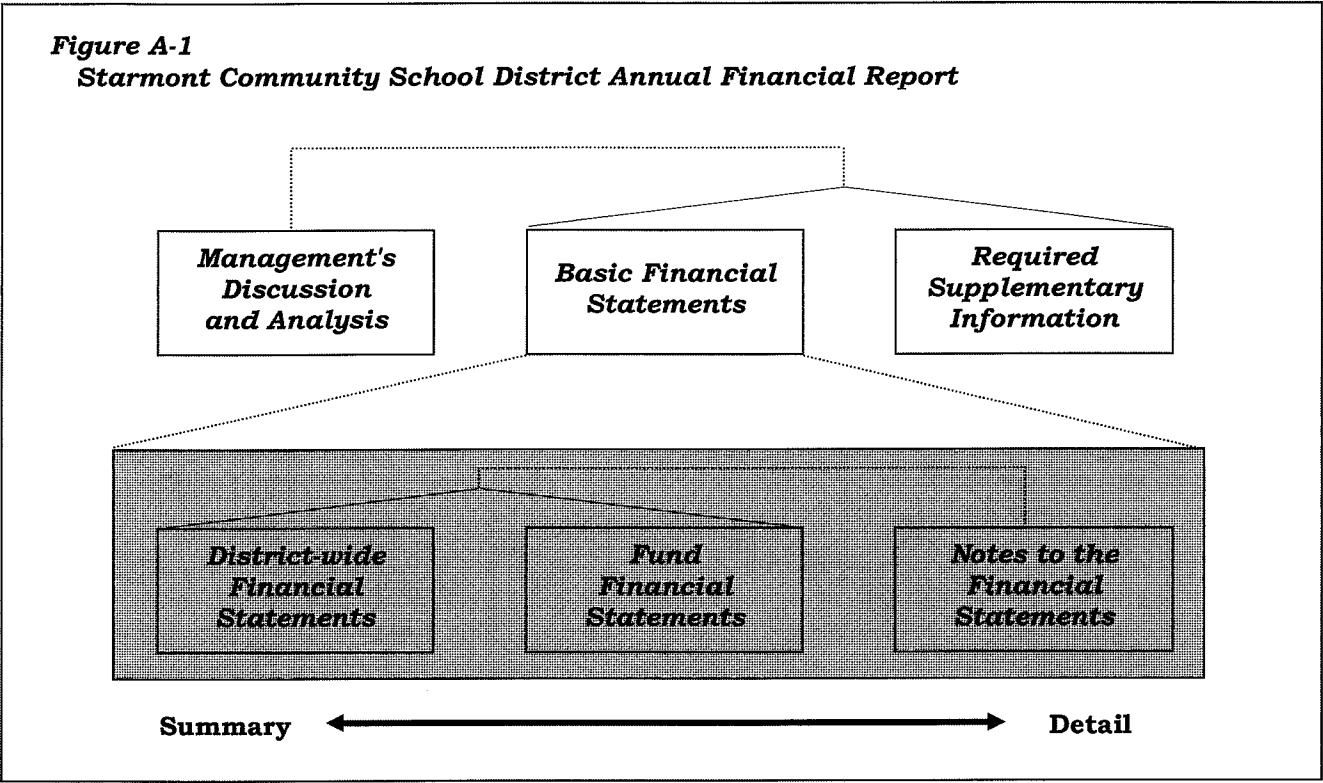 Figure A-1
Starmont Community School District Annual Financial Report
Management's
Discussion
and Analysis
Basic Financial
Statements
Required
Supplementary
Information
District-wide
Financial
Statements
Fund
Financial
Statements
Notes to the
Financial
Statements
Summary
Detail